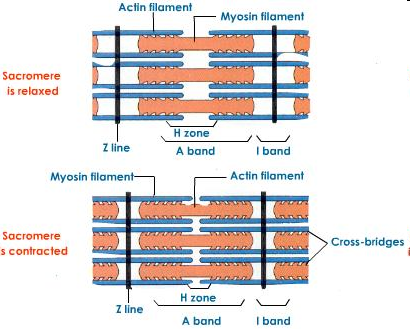 Actin filament
Myosin filament
Sacromere
is relaxed
Z line
H zone
A band
I band
Myosin filament
Actin filament
Sacromere
is contracted
Cross-bridges
Z line
H zone
A band
I band